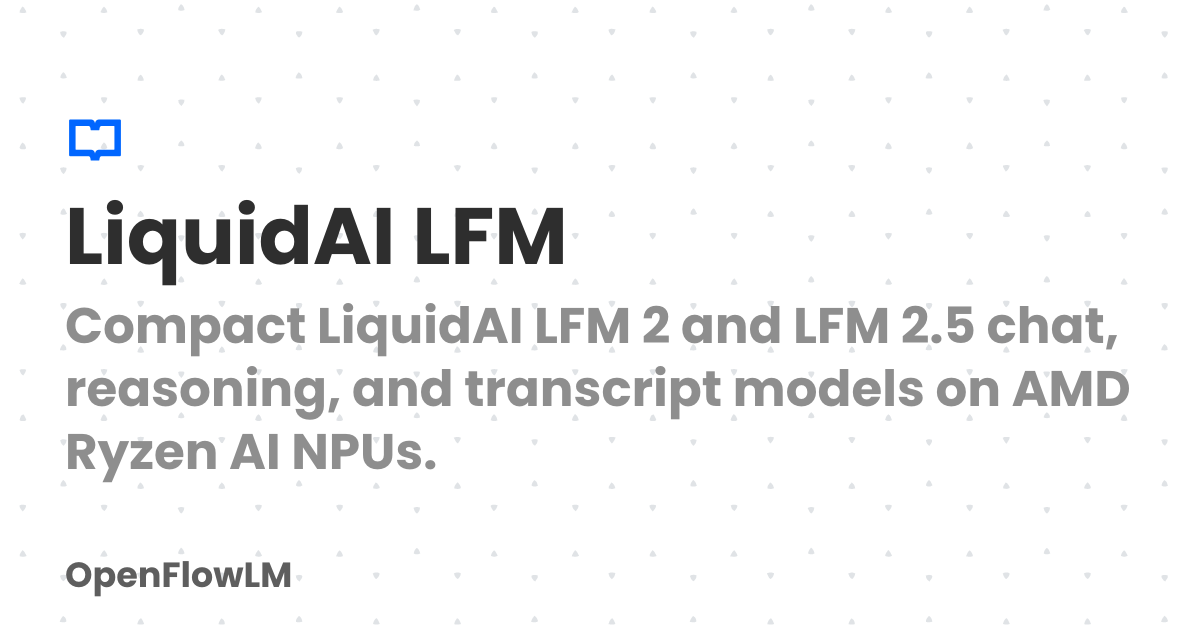 LiquidAI LFM
Compact LiquidAI LFM 2 and LFM 2.5 chat,
reasoning, and transcript models on AMD
Ryzen AI NPUs.
OpenFlowLM